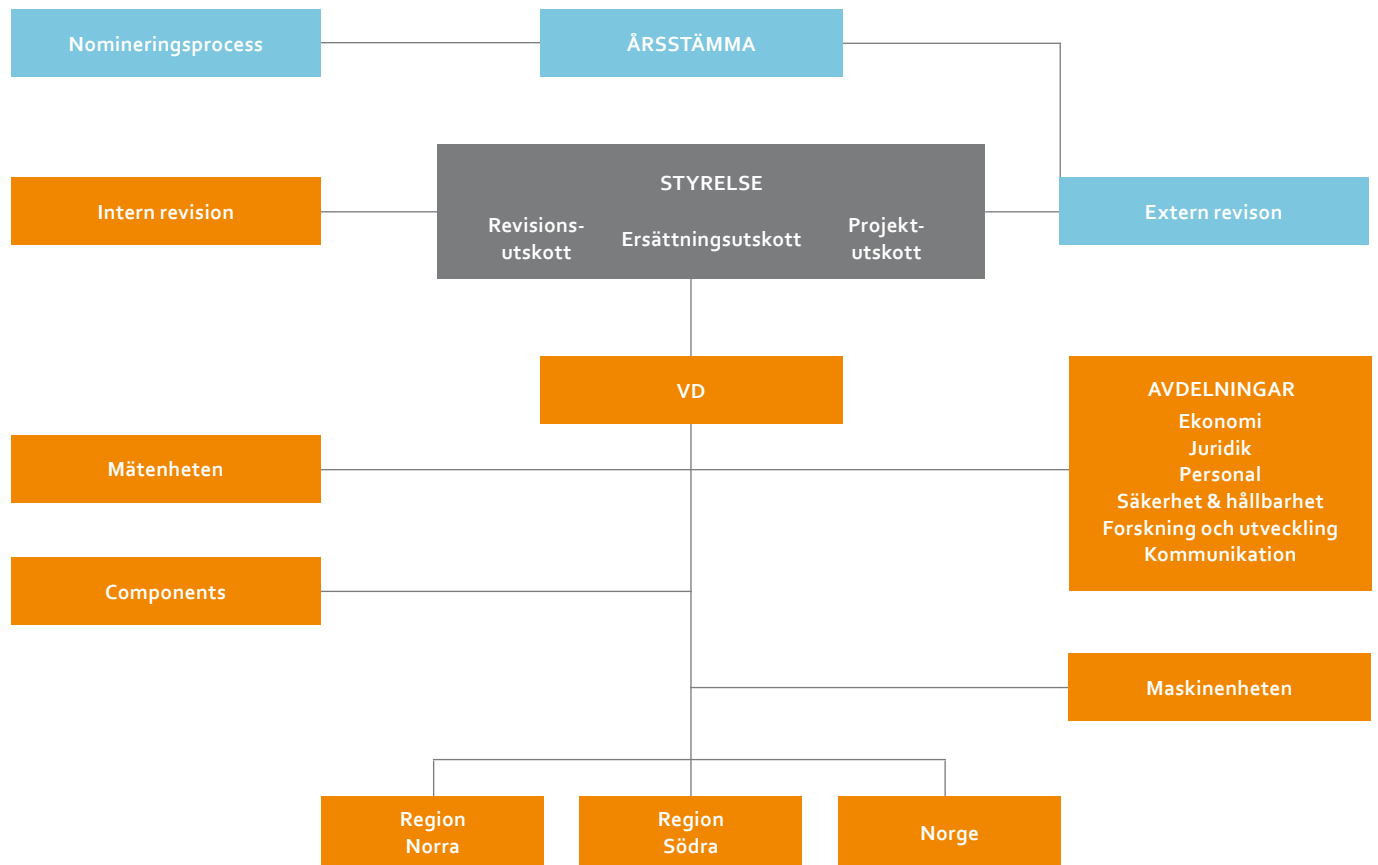 Nomineringsprocess
ÅRSSTÄMMA
STYRELSE
Revisions-
utskott
Ersättningsutskott
Projekt-
utskott
Intern revision
Extern revison
VD
AVDELNINGAR
Ekonomi
Juridik
Personal
Säkerhet & hållbarhet
Forskning och utveckling
Kommunikation
Mätenheten
Components
Maskinenheten
Region
Norra
Region
Södra
Norge